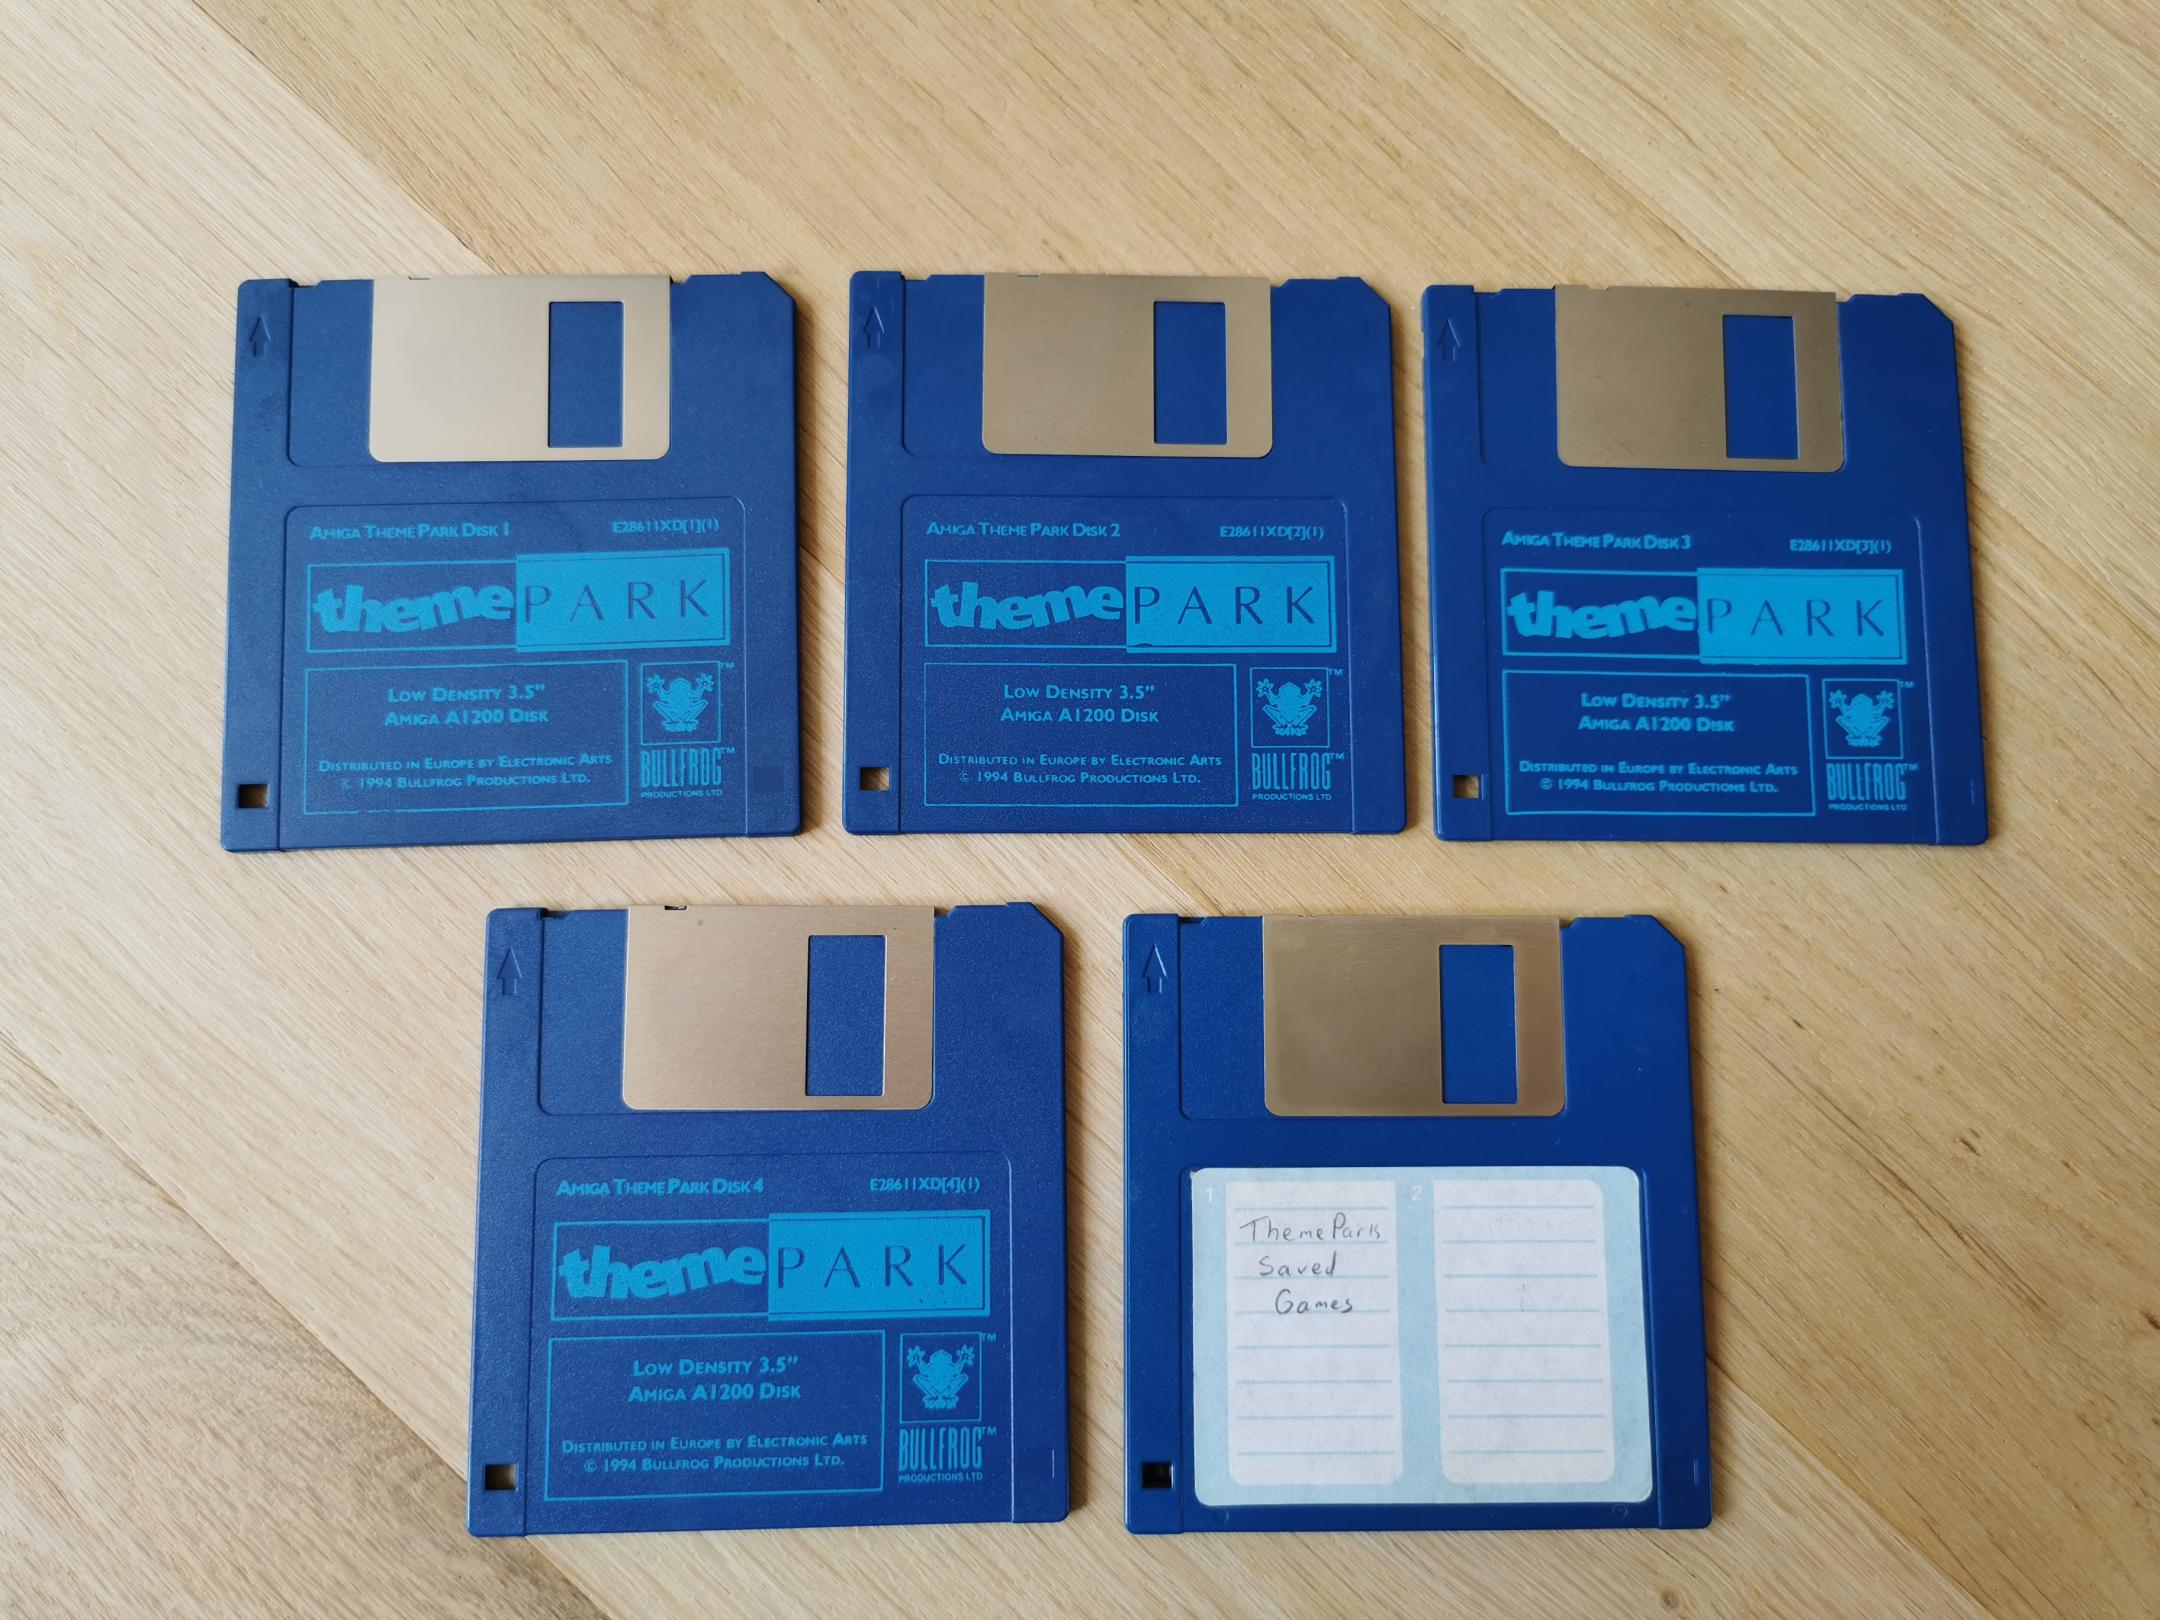 AMIGA THEME PARK DISK 1 E28611XD[1](1)
theme PARK
TM
LOW DENSITY 3.5”
AMIGA A1200 DISK
DISTRIBUTED IN EUROPE BY ELECTRONIC ARTS
© 1994 BULLFROG PRODUCTIONS LTD.
BULLFROG™
PRODUCTIONS LTD
AMIGA THEME PARK DISK 2 E28611XD[2](1)
theme PARK
TM
LOW DENSITY 3.5”
AMIGA A1200 DISK
DISTRIBUTED IN EUROPE BY ELECTRONIC ARTS
© 1994 BULLFROG PRODUCTIONS LTD.
BULLFROG™
PRODUCTIONS LTD
AMIGA THEME PARK DISK 3 E28611XD[3](1)
theme PARK
TM
LOW DENSITY 3.5”
AMIGA A1200 DISK
DISTRIBUTED IN EUROPE BY ELECTRONIC ARTS
© 1994 BULLFROG PRODUCTIONS LTD.
BULLFROG™
PRODUCTIONS LTD
AMIGA THEME PARK DISK 4 E28611XD[4](1)
theme PARK
TM
LOW DENSITY 3.5”
AMIGA A1200 DISK
DISTRIBUTED IN EUROPE BY ELECTRONIC ARTS
© 1994 BULLFROG PRODUCTIONS LTD.
BULLFROG™
PRODUCTIONS LTD
1 2
Theme Park
Saved
Games